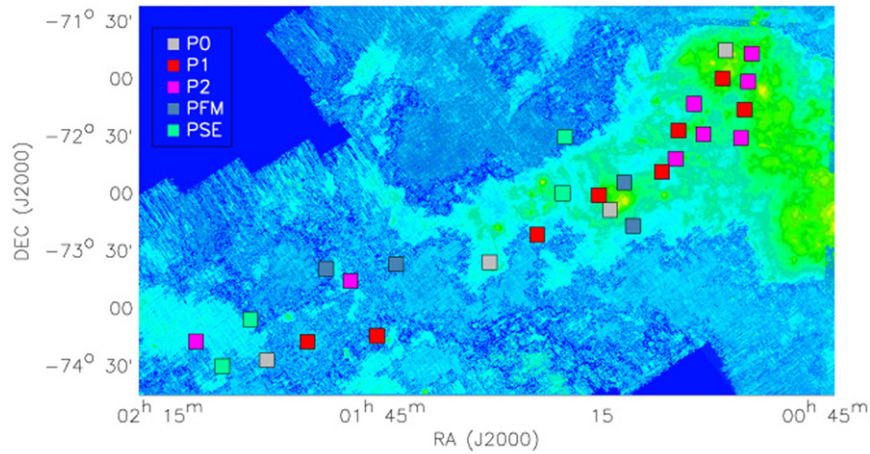 −71° 30'
00
−72° 30'
00
−73° 30'
00
−74° 30'
DEC (J2000)
P0
P1
P2
PFM
PSE
02ʰ 15ᵐ
01ʰ 45ᵐ
15
00ʰ 45ᵐ
RA (J2000)